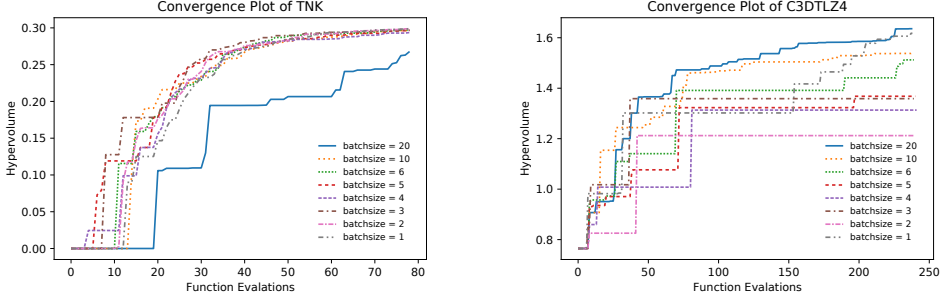 Convergence Plot of TNK
Hypervolume
0.30
0.25
0.20
0.15
0.10
0.05
0.00
batchsize = 20
batchsize = 10
batchsize = 6
batchsize = 5
batchsize = 4
batchsize = 3
batchsize = 2
batchsize = 1
0 10 20 30 40 50 60 70 80
Function Evalations
Convergence Plot of C3DTLZ4
Hypervolume
1.6
1.4
1.2
1.0
0.8
batchsize = 20
batchsize = 10
batchsize = 6
batchsize = 5
batchsize = 4
batchsize = 3
batchsize = 2
batchsize = 1
0 50 100 150 200 250
Function Evalations